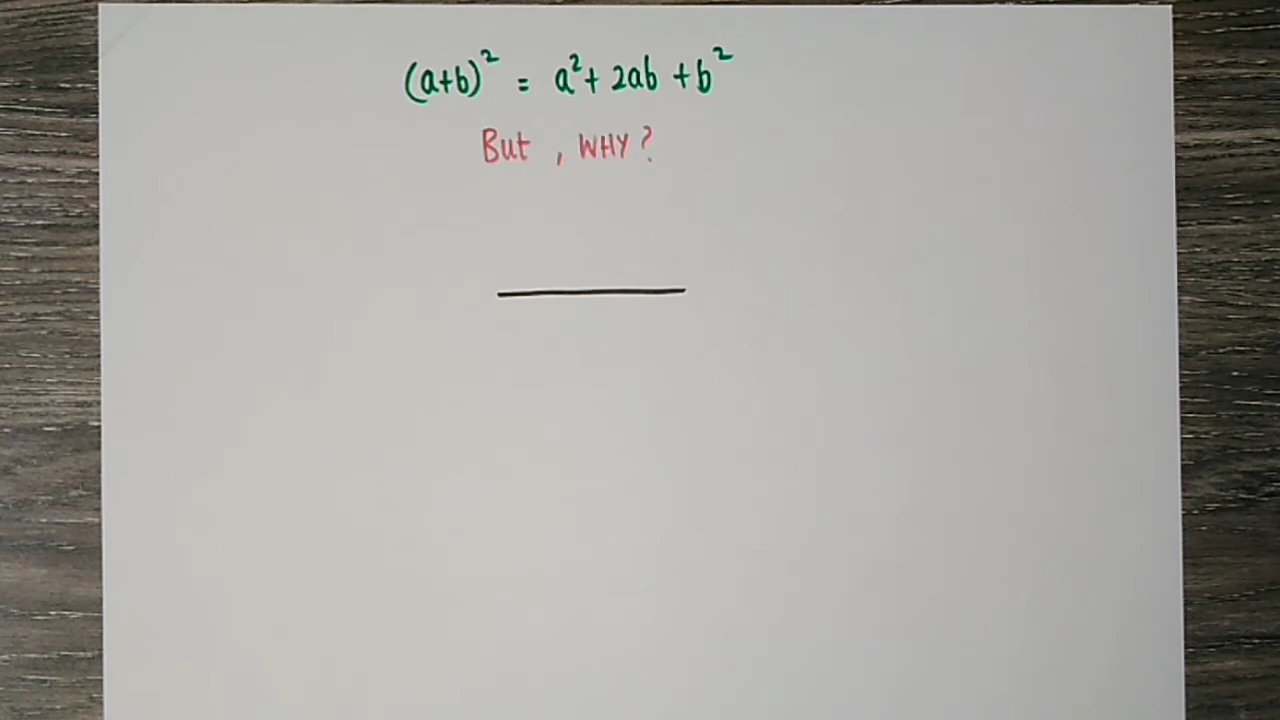 (a+b)² = a²+ 2ab +b²
But , WHY?